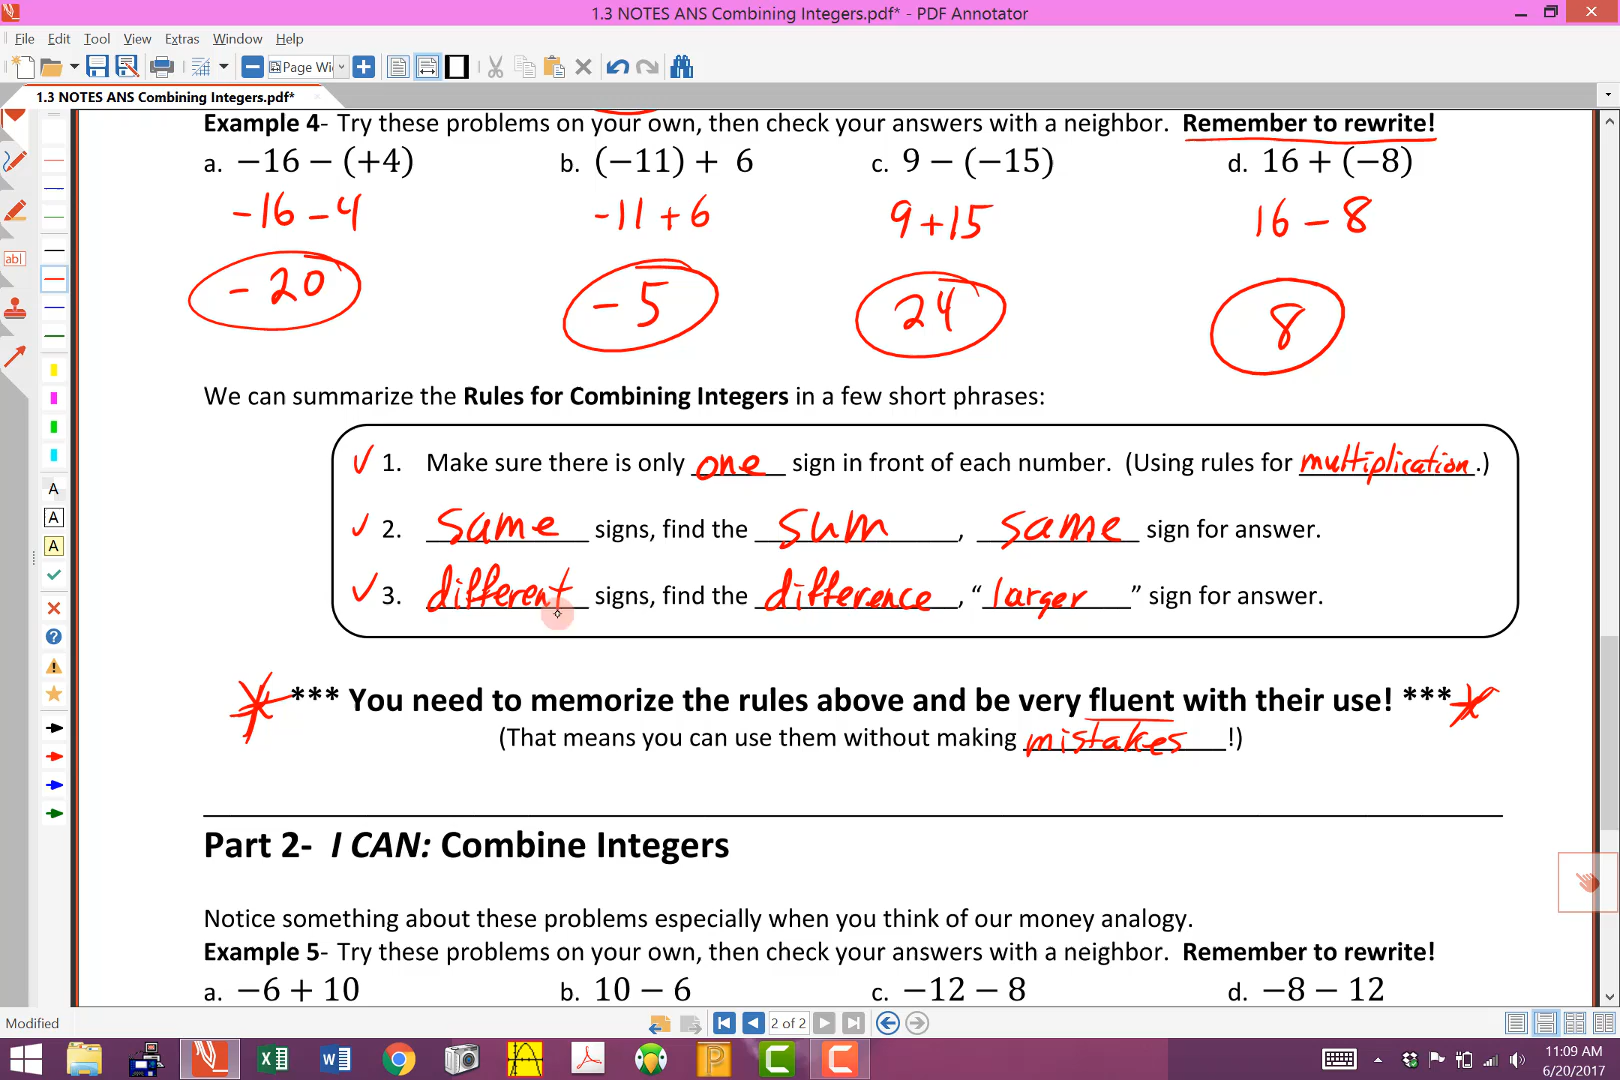 1.3 NOTES ANS Combining Integers.pdf* - PDF Annotator
File Edit Tool View Extras Window Help
Page Wi
1.3 NOTES ANS Combining Integers.pdf*
Example 4- Try these problems on your own, then check your answers with a neighbor. Remember to rewrite!
a. −16 − (+4) b. (−11) + 6 c. 9 − (−15) d. 16 + (−8)
-16 - 4 -11 + 6 9 + 15 16 - 8
-20 -5 24 8
We can summarize the Rules for Combining Integers in a few short phrases:
✓ 1. Make sure there is only one sign in front of each number. (Using rules for multiplication.)
✓ 2. same signs, find the sum, same sign for answer.
✓ 3. different signs, find the difference, “larger” sign for answer.
*** You need to memorize the rules above and be very fluent with their use! ***
(That means you can use them without making mistakes!)
Part 2- I CAN: Combine Integers
Notice something about these problems especially when you think of our money analogy.
Example 5- Try these problems on your own, then check your answers with a neighbor. Remember to rewrite!
a. −6 + 10 b. 10 − 6 c. −12 − 8 d. −8 − 12
abl
A
A
A
Modified
2 of 2
11:09 AM
6/20/2017